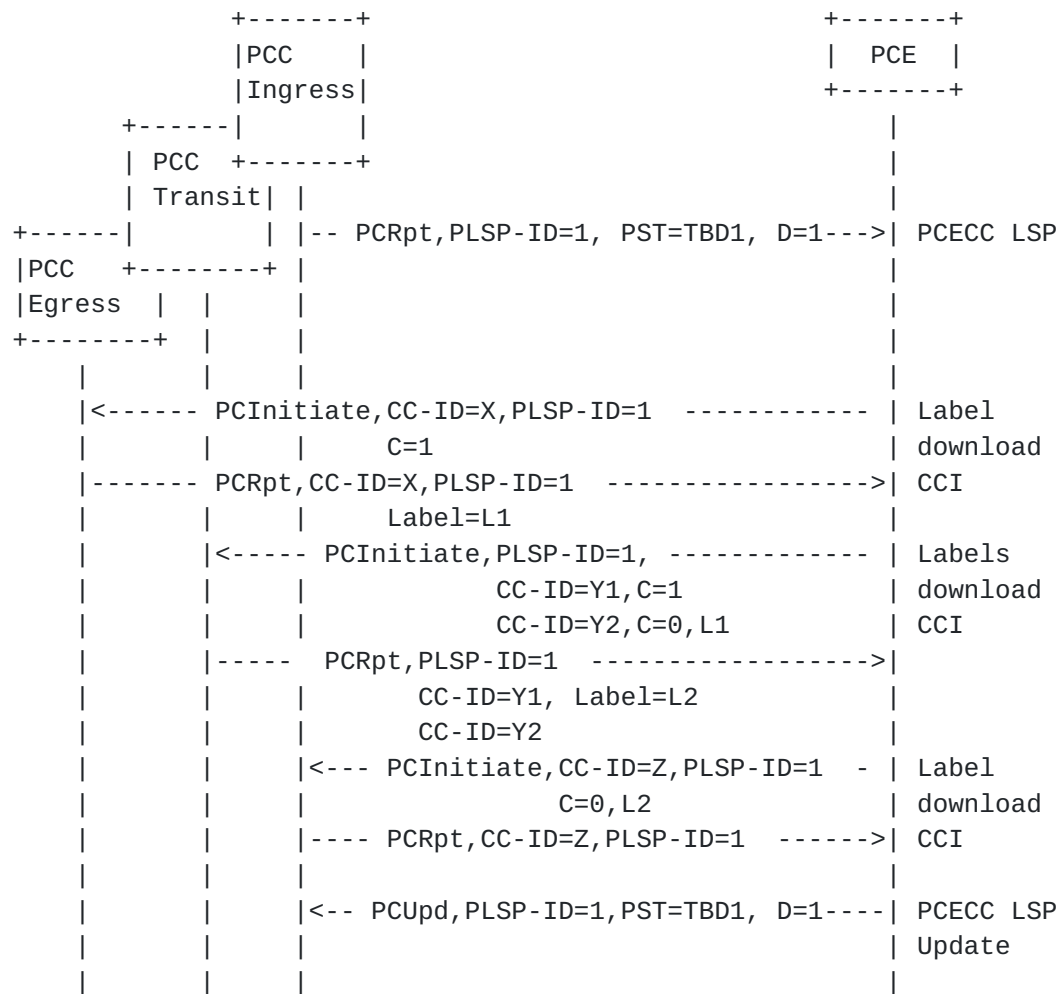 +-------+                             +-------+
|PCC    |                             |  PCE  |
|Ingress|                             +-------+
+------|       |                                  |
| PCC  +-------+                                  |
| Transit| |                                      |
+------|        | |-- PCRpt,PLSP-ID=1, PST=TBD1, D=1--->| PCECC LSP
|PCC   +--------+ |                                      |
|Egress  |  |     |                                      |
+--------+  |     |                                      |
|       |     |                                      |
|<------ PCInitiate,CC-ID=X,PLSP-ID=1  ------------ | Label
|       |     |     C=1                              | download
|------- PCRpt,CC-ID=X,PLSP-ID=1  ----------------->| CCI
|       |     |     Label=L1                         |
|       |<----- PCInitiate,PLSP-ID=1, ------------- | Labels
|       |     |            CC-ID=Y1,C=1              | download
|       |     |            CC-ID=Y2,C=0,L1           | CCI
|       |-----  PCRpt,PLSP-ID=1  ------------------>|
|       |     |       CC-ID=Y1, Label=L2             |
|       |     |       CC-ID=Y2                       |
|       |     |<--- PCInitiate,CC-ID=Z,PLSP-ID=1  - | Label
|       |     |                C=0,L2                | download
|       |     |---- PCRpt,CC-ID=Z,PLSP-ID=1  ------>| CCI
|       |     |                                      |
|       |     |<-- PCUpd,PLSP-ID=1,PST=TBD1, D=1----| PCECC LSP
|       |     |                                      | Update
|       |     |                                      |